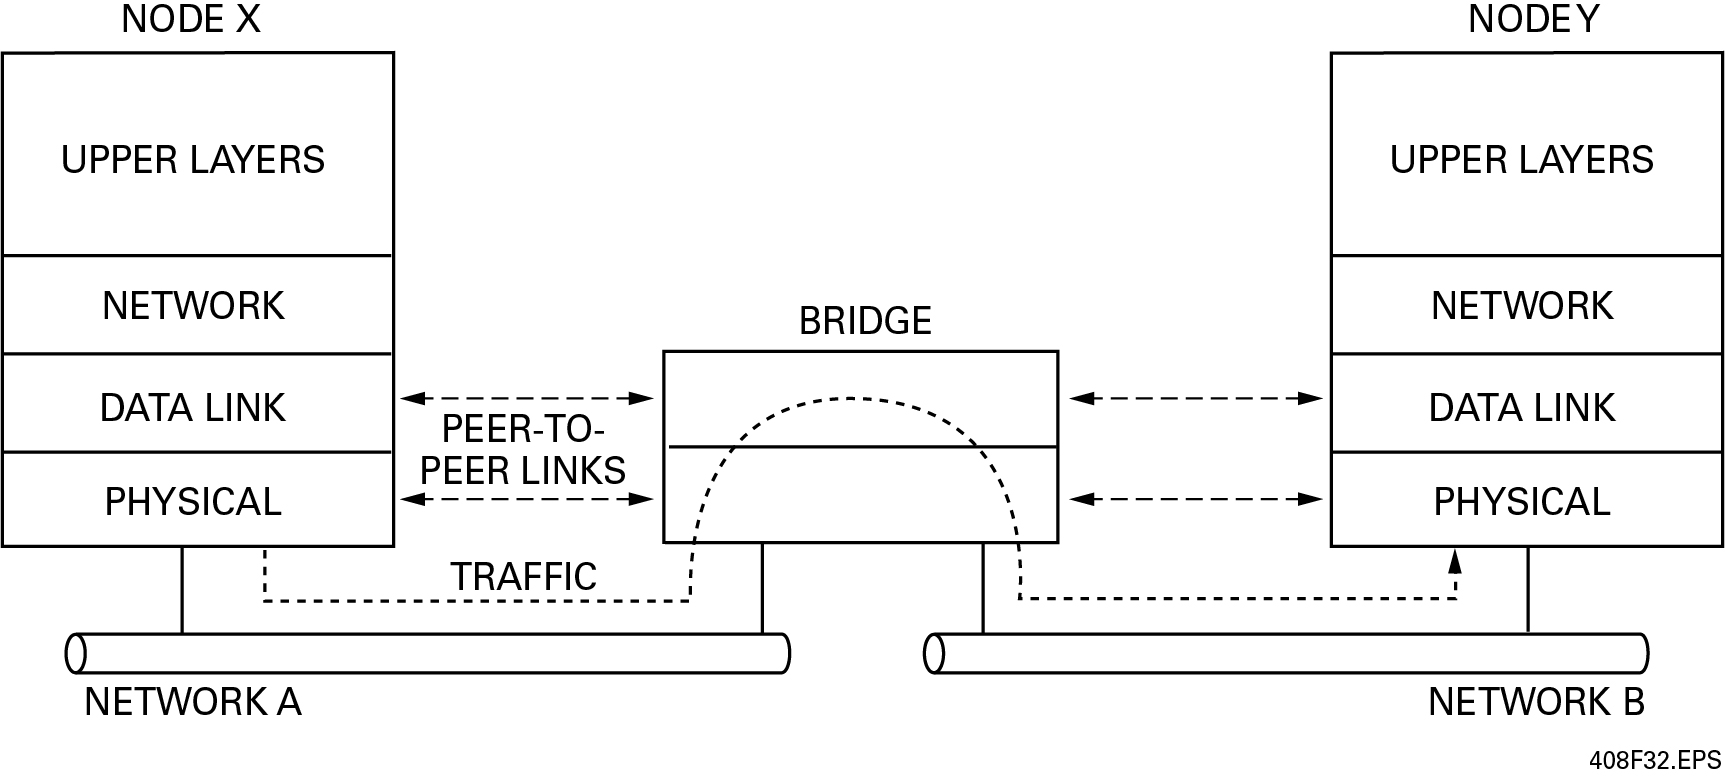 NODE X
NODE Y
UPPER LAYERS
UPPER LAYERS
NETWORK
NETWORK
BRIDGE
DATA LINK
DATA LINK
PEER-TO-
PEER LINKS
PHYSICAL
PHYSICAL
TRAFFIC
NETWORK A
NETWORK B
408F32.EPS